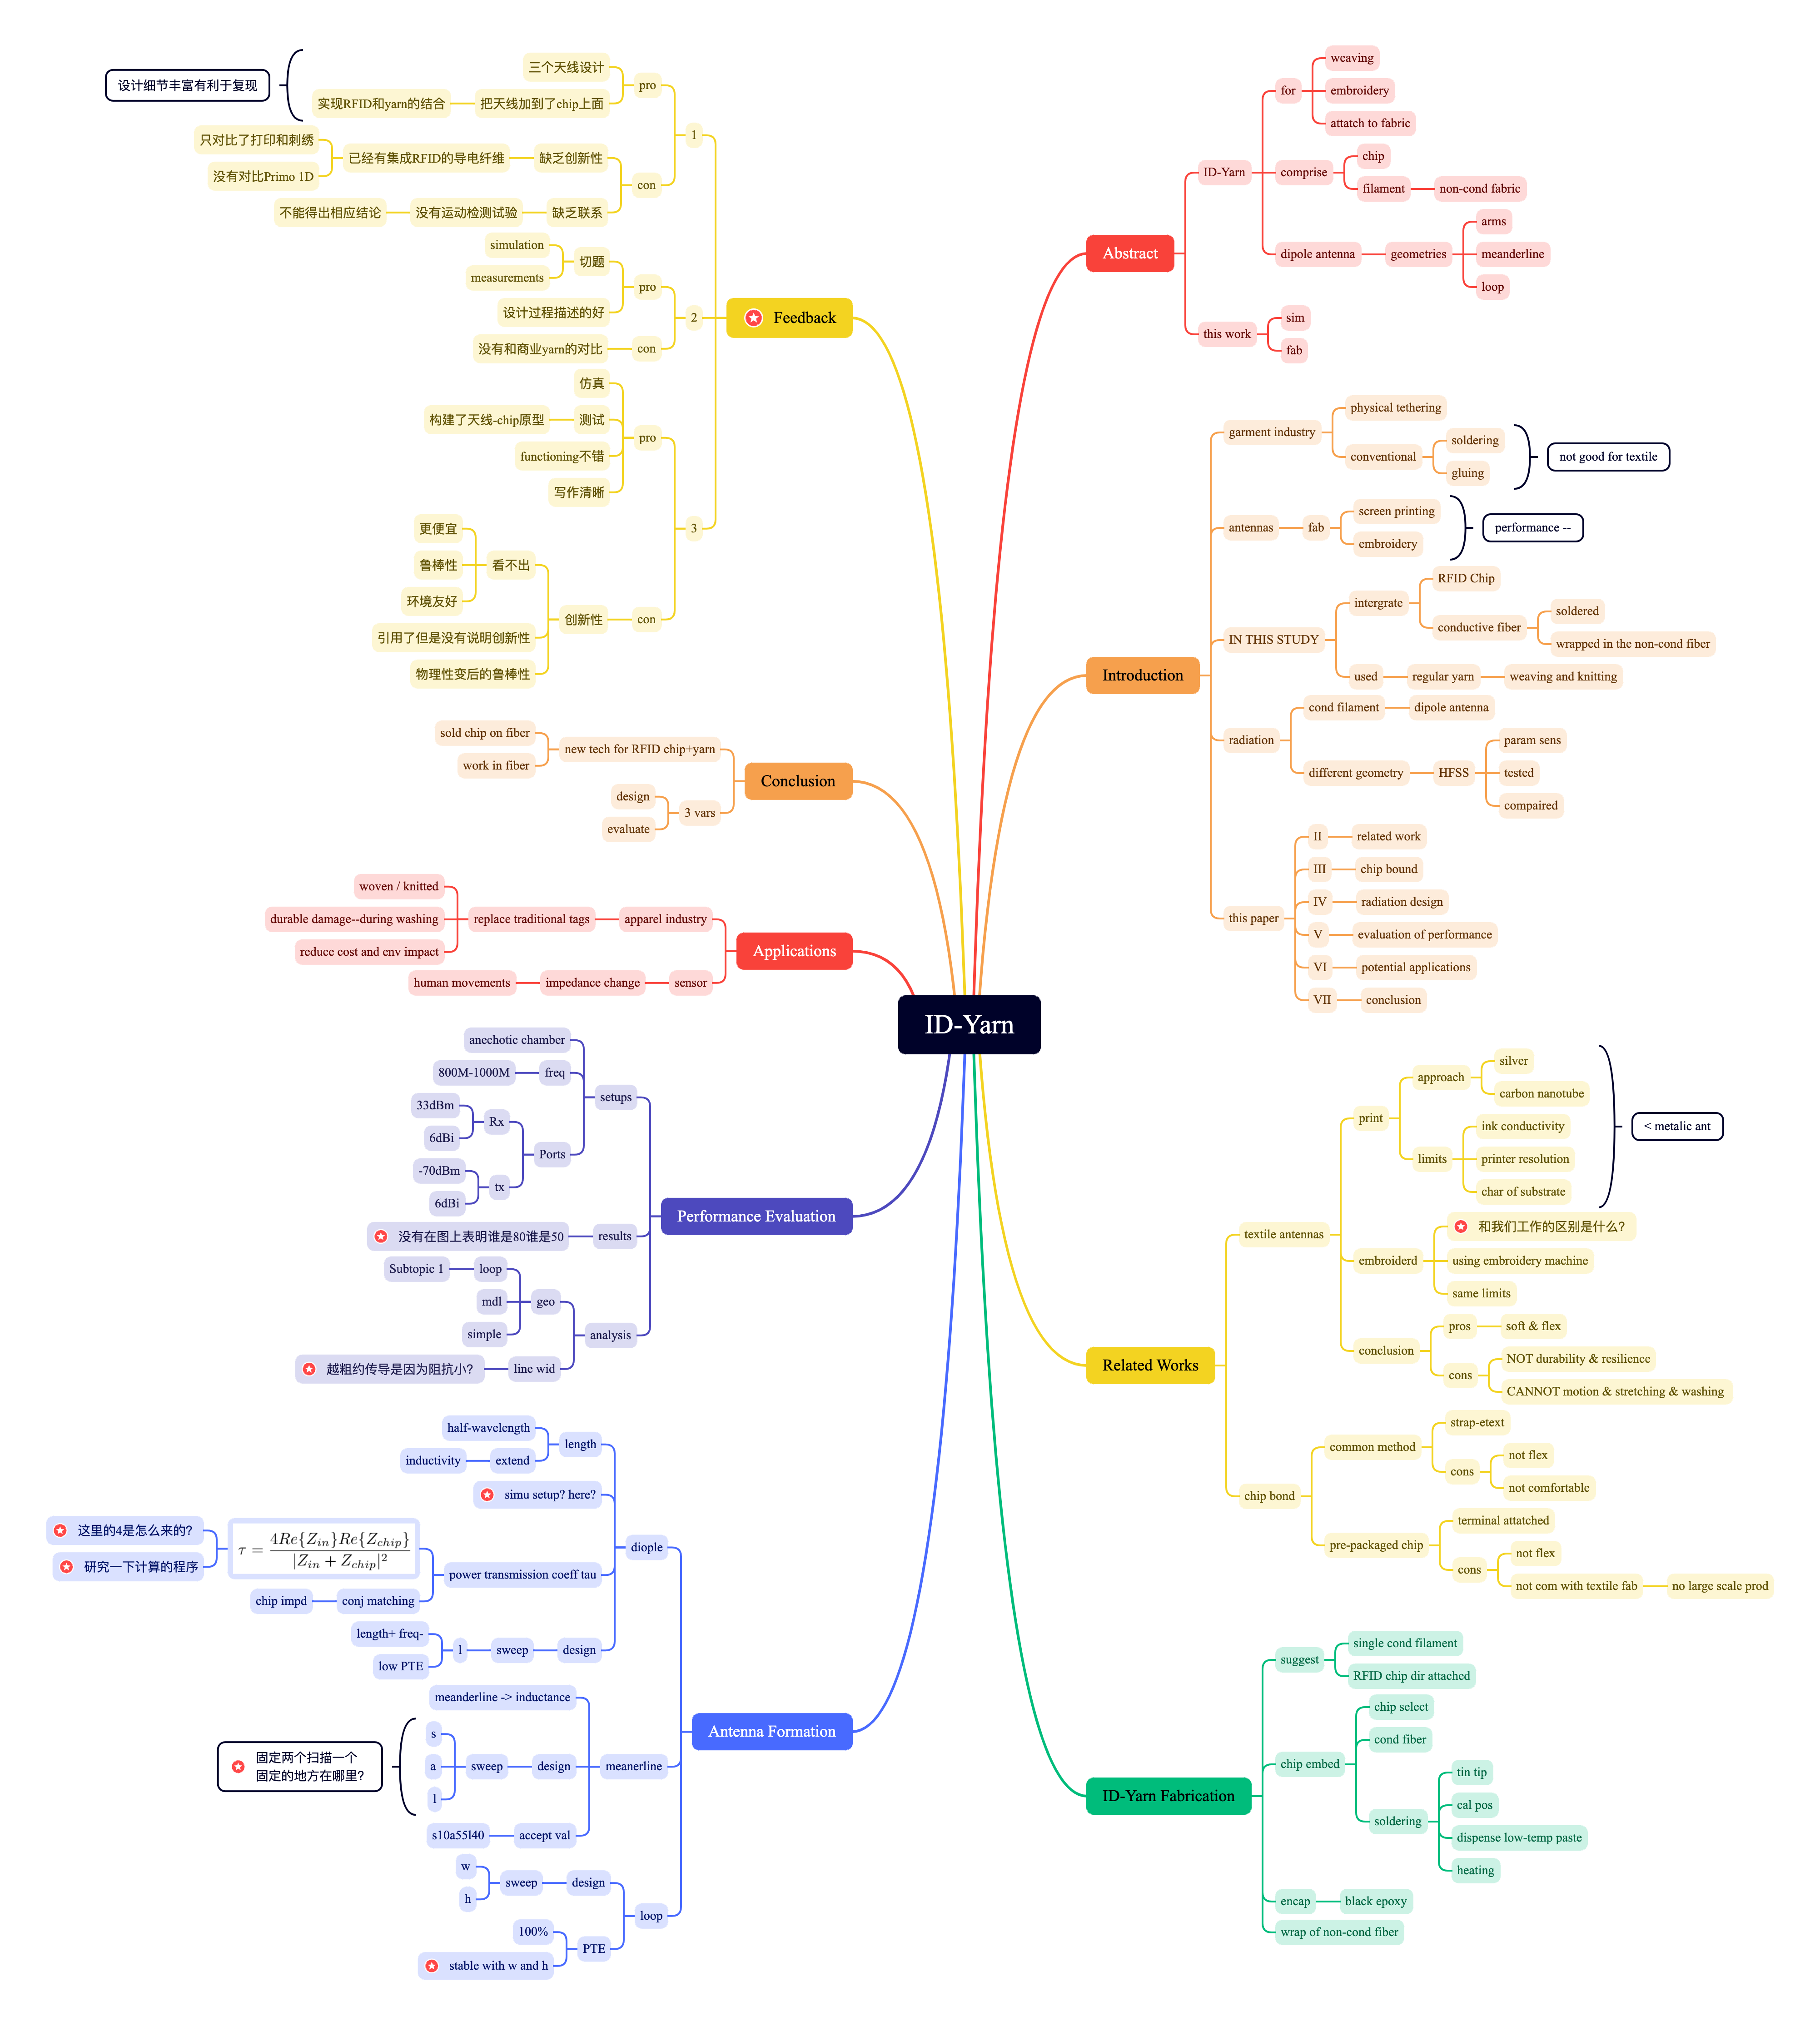 ID-Yarn
Abstract
ID-Yarn
for
weaving
embroidery
attatch to fabric
comprise
chip
filament
non-cond fabric
dipole antenna
geometries
arms
meanderline
loop
this work
sim
fab
Introduction
garment industry
physical tethering
conventional
soldering
gluing
not good for textile
antennas
fab
screen printing
embroidery
performance --
IN THIS STUDY
intergrate
RFID Chip
conductive fiber
soldered
wrapped in the non-cond fiber
used
regular yarn
weaving and knitting
radiation
cond filament
dipole antenna
different geometry
HFSS
param sens
tested
compaired
this paper
II
related work
III
chip bound
IV
radiation design
V
evaluation of performance
VI
potential applications
VII
conclusion
Related Works
textile antennas
print
approach
silver
carbon nanotube
limits
ink conductivity
printer resolution
char of substrate
< metalic ant
embroiderd
和我们工作的区别是什么？
using embroidery machine
same limits
conclusion
pros
soft & flex
cons
NOT durability & resilience
CANNOT motion & stretching & washing
chip bond
common method
strap-etext
cons
not flex
not comfortable
pre-packaged chip
terminal attatched
cons
not flex
not com with textile fab
no large scale prod
ID-Yarn Fabrication
suggest
single cond filament
RFID chip dir attached
chip embed
chip select
cond fiber
soldering
tin tip
cal pos
dispense low-temp paste
heating
encap
black epoxy
wrap of non-cond fiber
Antenna Formation
diople
length
half-wavelength
extend
inductivity
simu setup? here?
power transmission coeff tau
τ = 4Re{Z_in}Re{Z_chip} / |Z_in + Z_chip|^2
这里的4是怎么来的？
研究一下计算的程序
conj matching
chip impd
design
sweep
l
length+ freq-
low PTE
meanerline
meanderline -> inductance
design
sweep
s
a
l
固定两个扫描一个
固定的地方在哪里？
accept val
s10a55l40
loop
design
sweep
w
h
PTE
100%
stable with w and h
Performance Evaluation
setups
anechotic chamber
freq
800M-1000M
Ports
Rx
33dBm
6dBi
tx
-70dBm
6dBi
results
没有在图上表明谁是80谁是50
analysis
geo
loop
Subtopic 1
mdl
simple
line wid
越粗约传导是因为阻抗小？
Applications
apparel industry
replace traditional tags
woven / knitted
durable damage--during washing
reduce cost and env impact
sensor
impedance change
human movements
Conclusion
new tech for RFID chip+yarn
sold chip on fiber
work in fiber
3 vars
design
evaluate
Feedback
1
pro
三个天线设计
把天线加到了chip上面
实现RFID和yarn的结合
设计细节丰富有利于复现
con
缺乏创新性
已经有集成RFID的导电纤维
只对比了打印和刺绣
没有对比Primo 1D
缺乏联系
没有运动检测试验
不能得出相应结论
2
pro
切题
simulation
measurements
设计过程描述的好
con
没有和商业yarn的对比
3
pro
仿真
测试
构建了天线-chip原型
functioning不错
写作清晰
con
创新性
看不出
更便宜
鲁棒性
环境友好
引用了但是没有说明创新性
物理性变后的鲁棒性